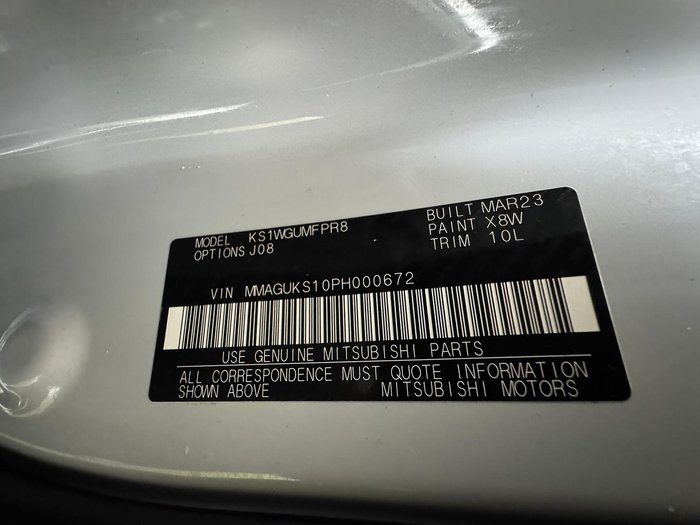 MODEL KS1WGUMFPR8 BUILT MAR23
OPTIONS J08 PAINT X8W
TRIM 10L
VIN MMAGUKS10PH000672
USE GENUINE MITSUBISHI PARTS
ALL CORRESPONDENCE MUST QUOTE INFORMATION
SHOWN ABOVE MITSUBISHI MOTORS